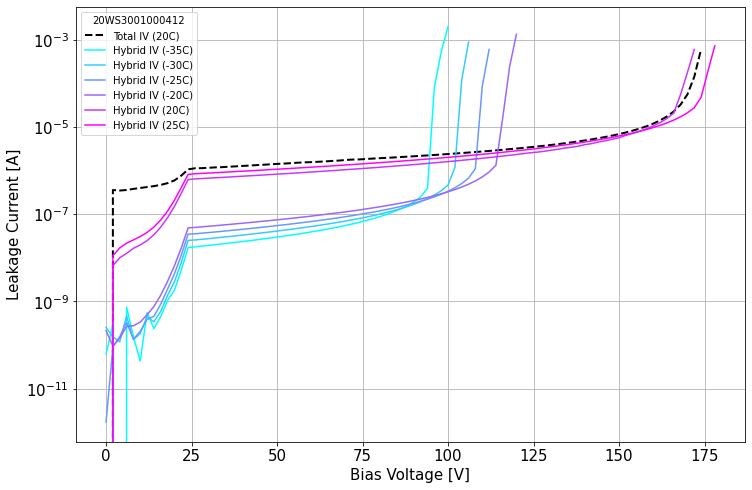 20WS3001000412
Total IV (20C)
Hybrid IV (-35C)
Hybrid IV (-30C)
Hybrid IV (-25C)
Hybrid IV (-20C)
Hybrid IV (20C)
Hybrid IV (25C)
Leakage Current [A]
10⁻³
10⁻⁵
10⁻⁷
10⁻⁹
10⁻¹¹
0 25 50 75 100 125 150 175
Bias Voltage [V]